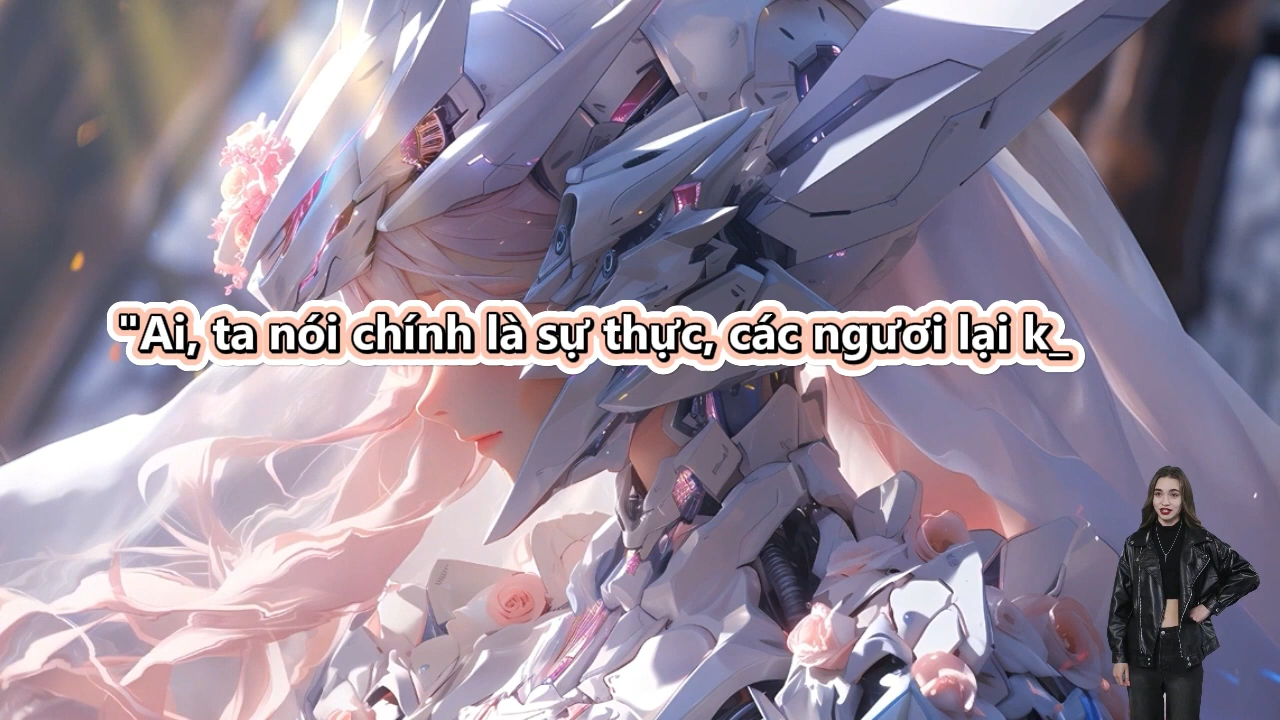 "Ai, ta nói chính là sự thực, các ngươi lại k_